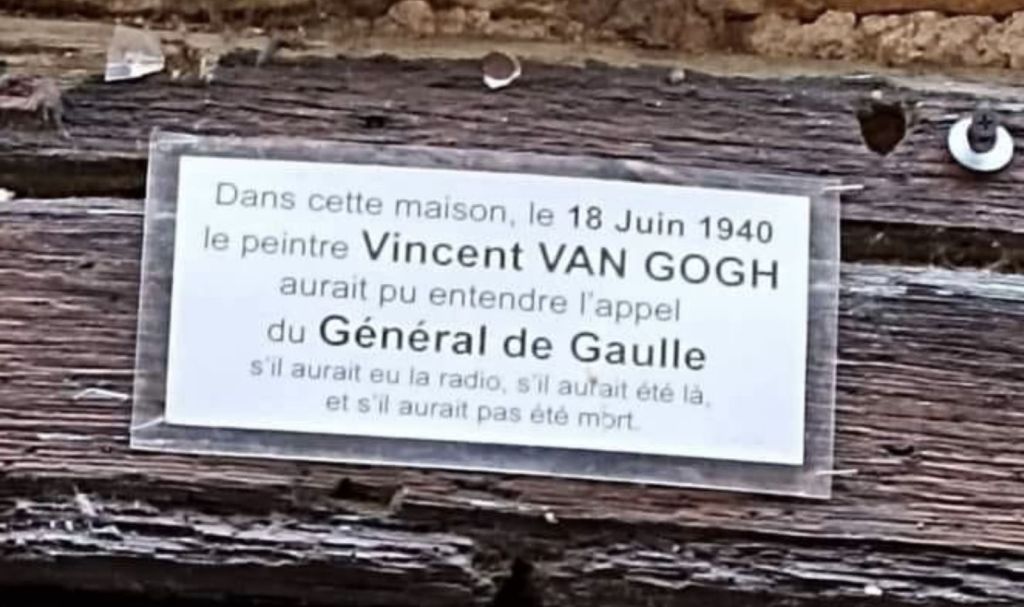 Dans cette maison, le 18 Juin 1940
le peintre Vincent VAN GOGH
aurait pu entendre l'appel
du Général de Gaulle
s'il aurait eu la radio, s'il aurait été là,
et s'il aurait pas été mort.